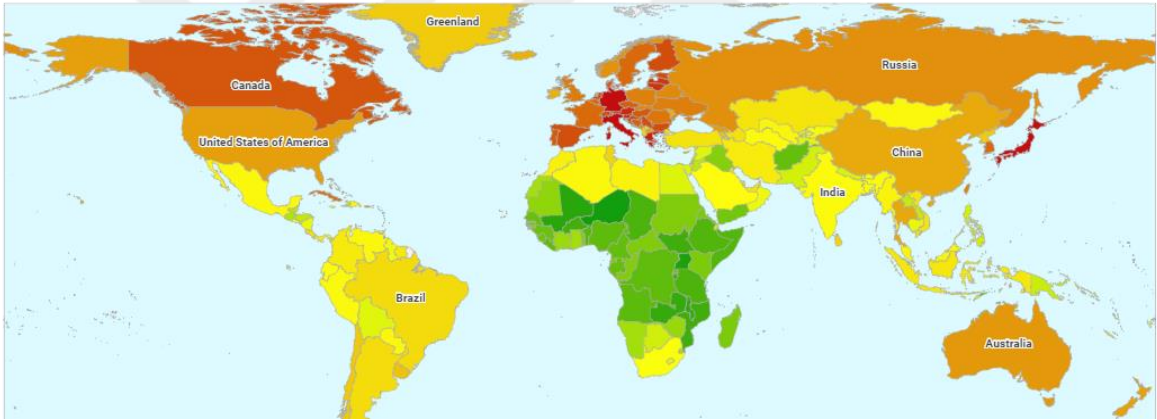 Greenland
Canada
Russia
United States of America
China
India
Brazil
Australia